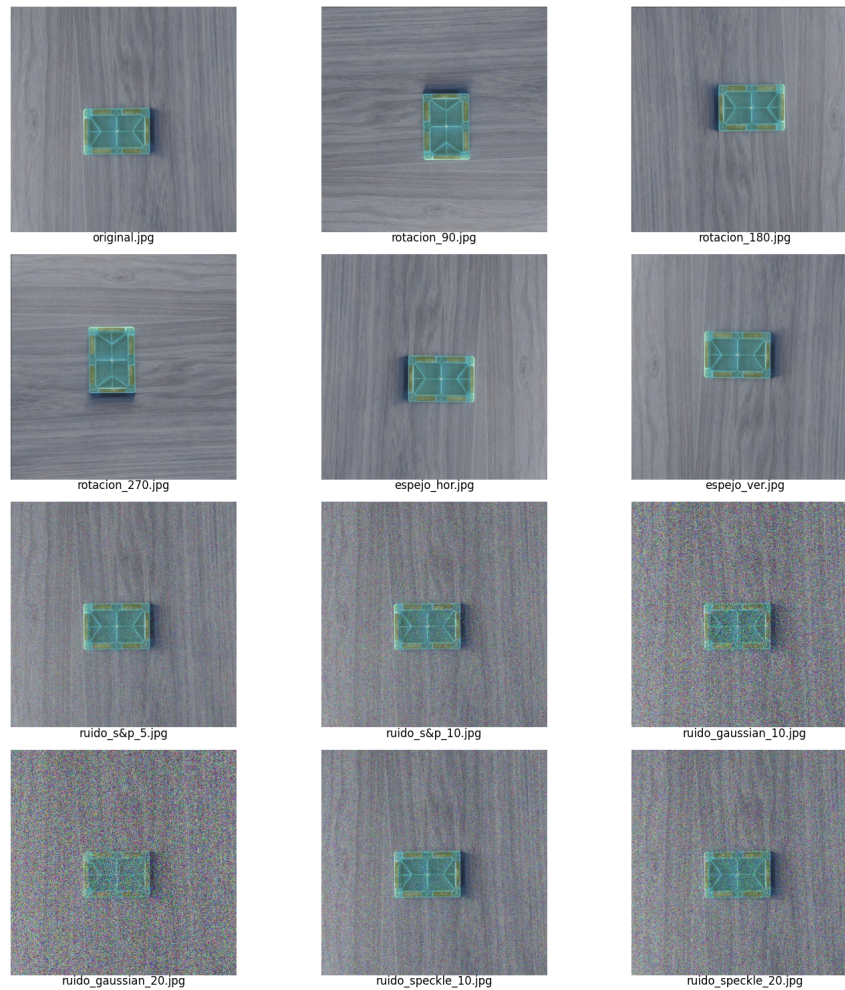 original.jpg
rotacion_90.jpg
rotacion_180.jpg
rotacion_270.jpg
espejo_hor.jpg
espejo_ver.jpg
ruido_s&p_5.jpg
ruido_s&p_10.jpg
ruido_gaussian_10.jpg
ruido_gaussian_20.jpg
ruido_speckle_10.jpg
ruido_speckle_20.jpg